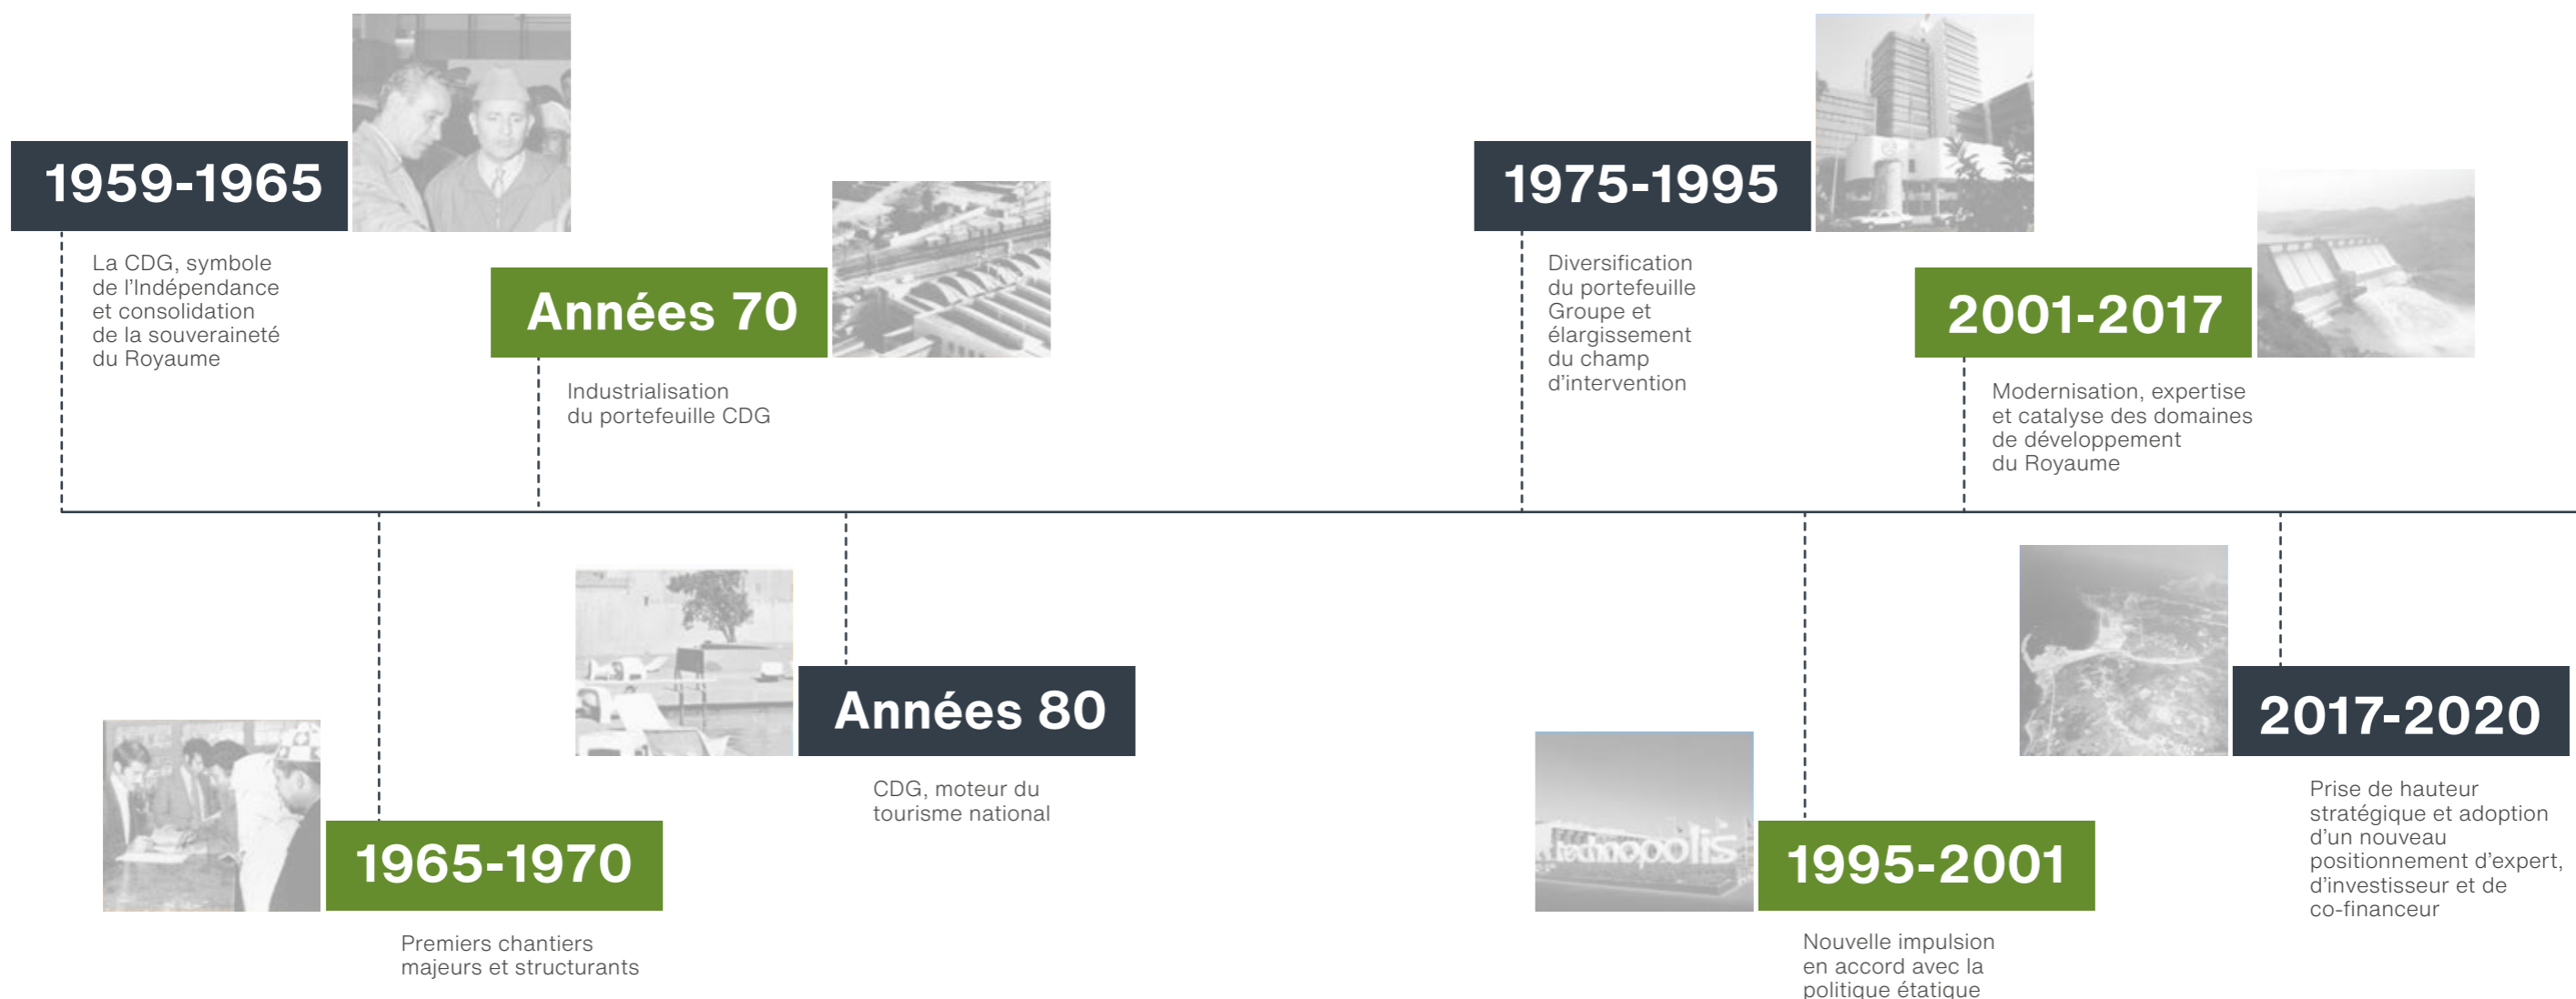 1959-1965
La CDG, symbole
de l'Indépendance
et consolidation
de la souveraineté
du Royaume
1965-1970
Premiers chantiers
majeurs et structurants
Années 70
Industrialisation
du portefeuille CDG
Années 80
CDG, moteur du
tourisme national
1975-1995
Diversification
du portefeuille
Groupe et
élargissement
du champ
d'intervention
technopolis
1995-2001
Nouvelle impulsion
en accord avec la
politique étatique
2001-2017
Modernisation, expertise
et catalyse des domaines
de développement
du Royaume
2017-2020
Prise de hauteur
stratégique et adoption
d'un nouveau
positionnement d'expert,
d'investisseur et de
co-financeur